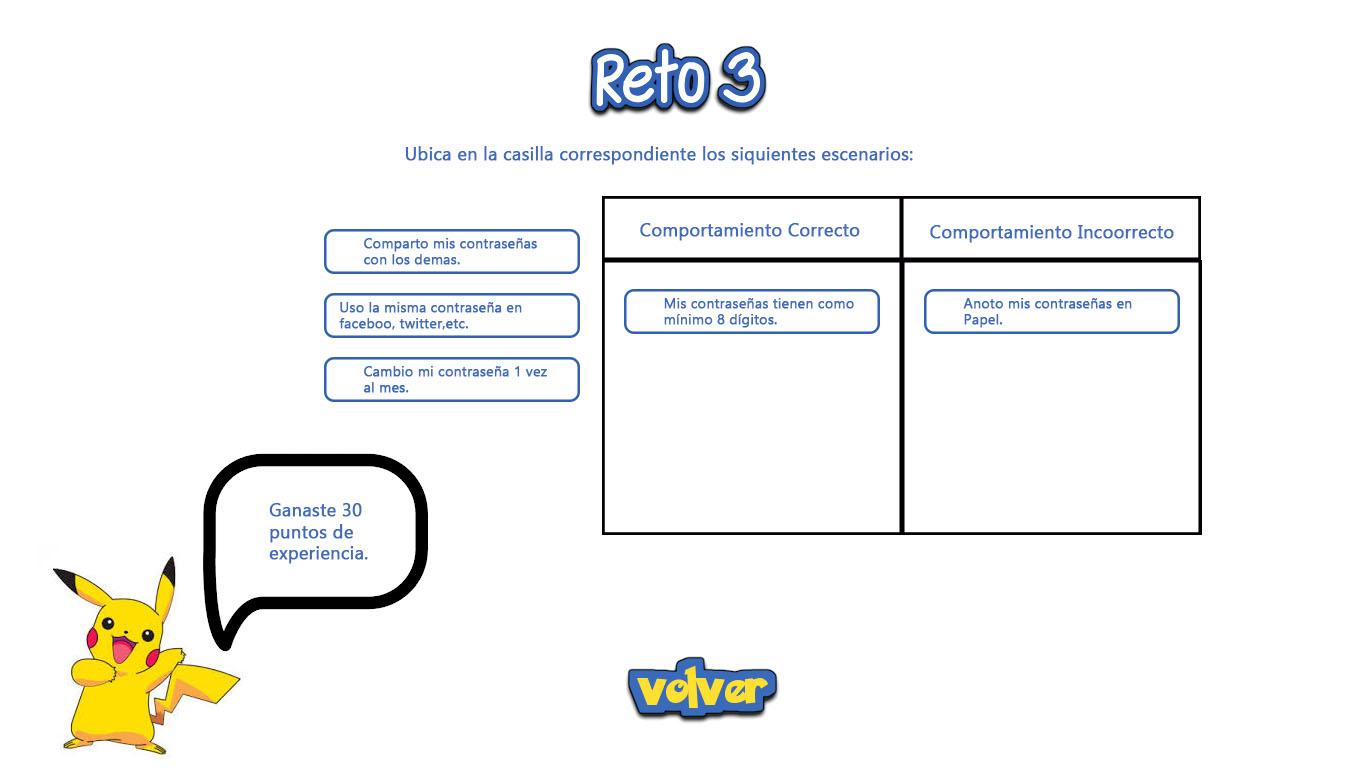 Reto 3
Ubica en la casilla correspondiente los siquientes escenarios:
Comparto mis contraseñas
con los demas.
Uso la misma contraseña en
faceboo, twitter,etc.
Cambio mi contraseña 1 vez
al mes.
Comportamiento Correcto
Comportamiento Incoorrecto
Mis contraseñas tienen como
mínimo 8 dígitos.
Anoto mis contraseñas en
Papel.
Ganaste 30
puntos de
experiencia.
volver